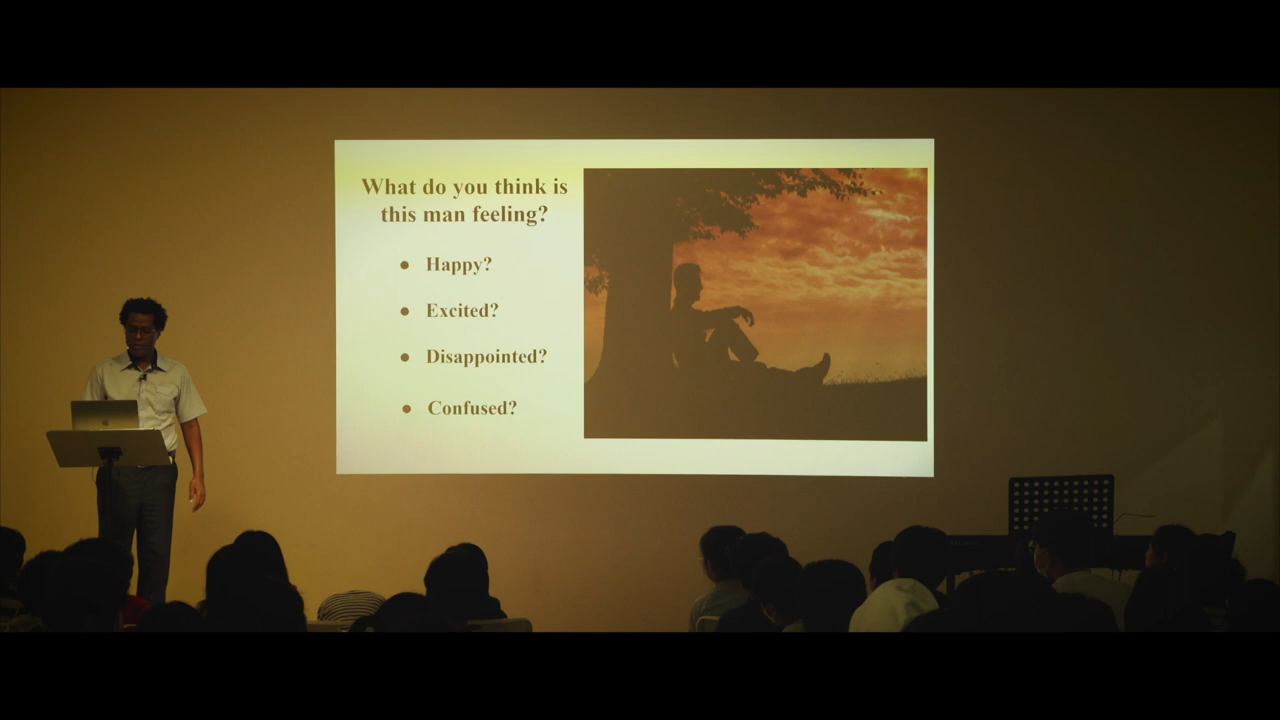 What do you think is
this man feeling?
● Happy?
● Excited?
● Disappointed?
● Confused?